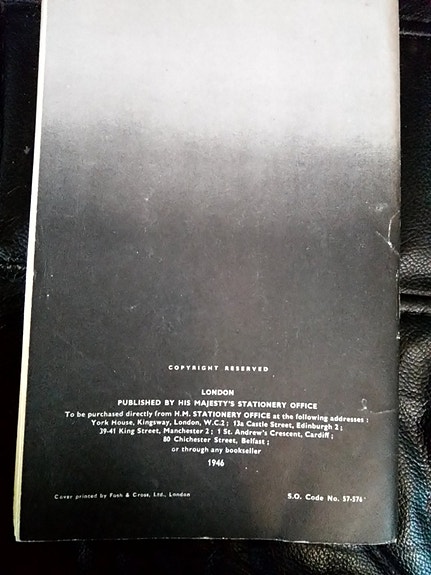 COPYRIGHT RESERVED
LONDON
PUBLISHED BY HIS MAJESTY'S STATIONERY OFFICE
To be purchased directly from H.M. STATIONERY OFFICE at the following addresses :
York House, Kingsway, London, W.C.2 ; 13a Castle Street, Edinburgh 2 ;
39-41 King Street, Manchester 2 ; 1 St. Andrew's Crescent, Cardiff ;
80 Chichester Street, Belfast ;
or through any bookseller
1946
Cover printed by Fosh & Cross, Ltd., London
S.O. Code No. 57-576